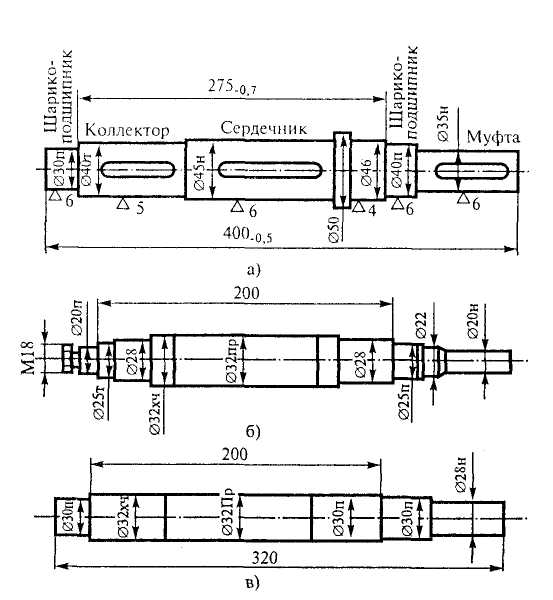 275-0,7
Шарико-
подшипник
Коллектор
Сердечник
Шарико-
подшипник
Ø35н
Муфта
Ø30п
Ø40т
Ø45н
Ø50
Ø46
Ø40п
6
5
6
4
6
6
400-0,5
а)
200
M18
Ø20п
Ø25т
Ø28
Ø32хч
Ø32пр
Ø28
Ø25п
Ø22
Ø20н
б)
200
Ø30п
Ø32хч
Ø32Пр
Ø30п
Ø30п
Ø28н
320
в)